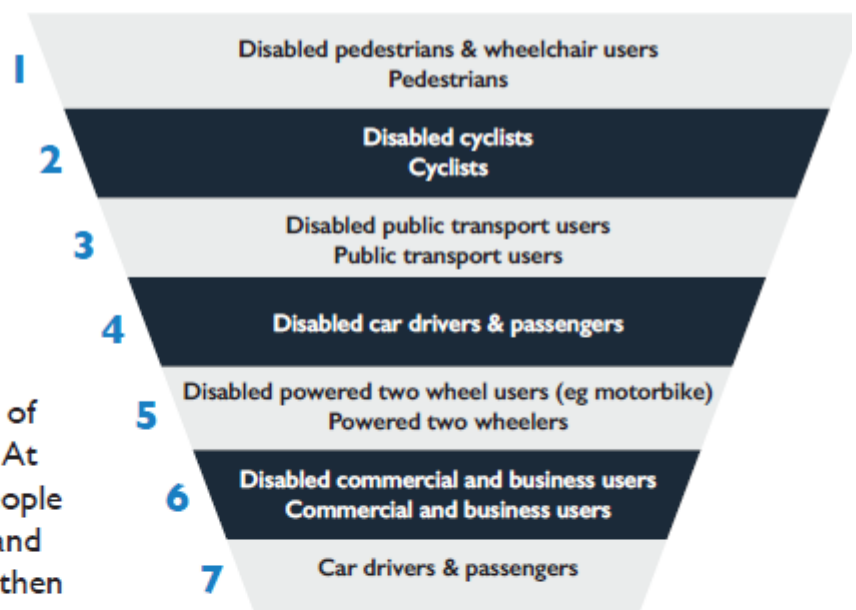 1
Disabled pedestrians & wheelchair users
Pedestrians
2
Disabled cyclists
Cyclists
3
Disabled public transport users
Public transport users
4
Disabled car drivers & passengers
5
Disabled powered two wheel users (eg motorbike)
Powered two wheelers
6
Disabled commercial and business users
Commercial and business users
7
Car drivers & passengers
of
At
ople
and
then